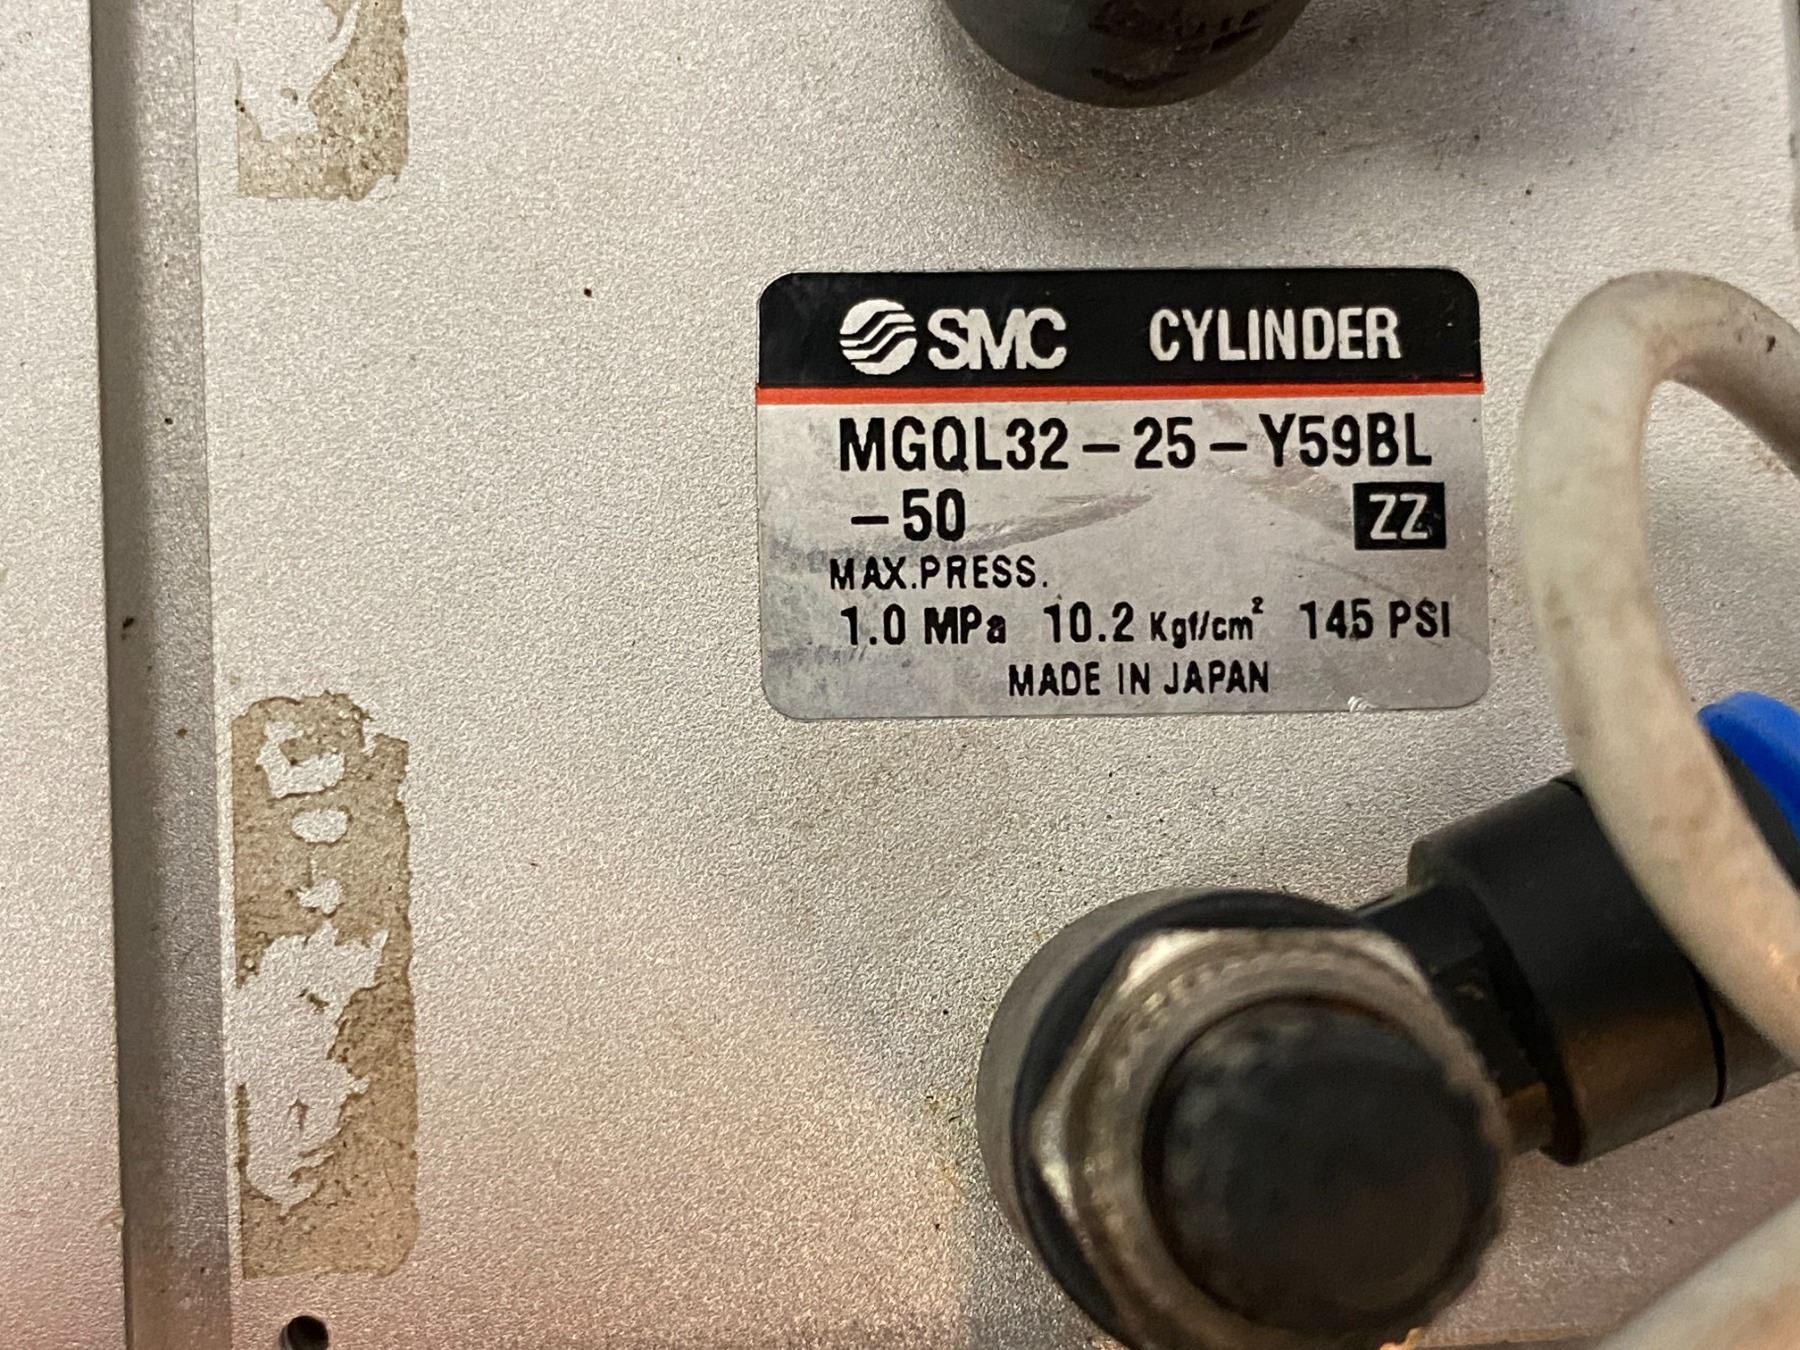 SMC CYLINDER
MGQL32-25-Y59BL
-50 ZZ
MAX.PRESS.
1.0 MPa 10.2 Kgf/cm² 145 PSI
MADE IN JAPAN